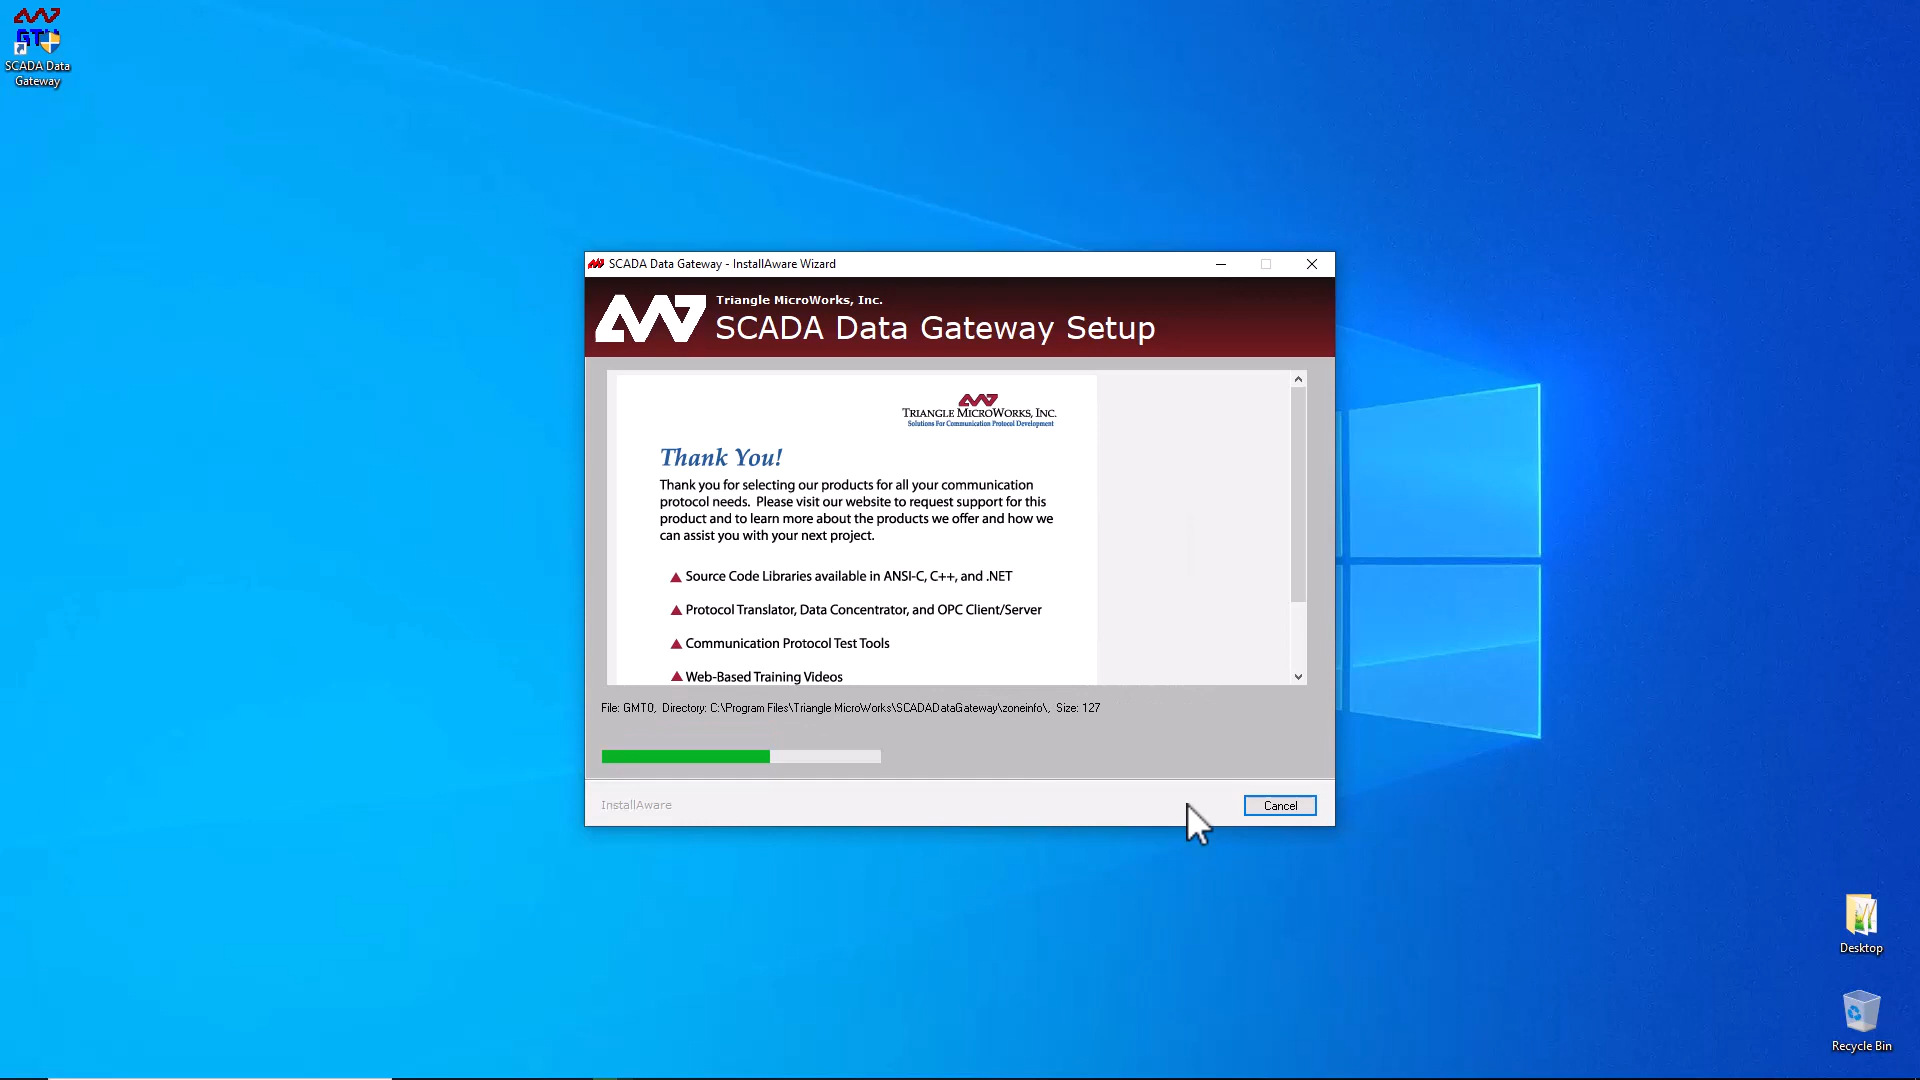 GTW
SCADA Data
Gateway
SCADA Data Gateway - InstallAware Wizard
Triangle MicroWorks, Inc.
SCADA Data Gateway Setup
TRIANGLE MICROWORKS, INC.
Solutions For Communication Protocol Development
Thank You!
Thank you for selecting our products for all your communication
protocol needs. Please visit our website to request support for this
product and to learn more about the products we offer and how we
can assist you with your next project.
Source Code Libraries available in ANSI-C, C++, and .NET
Protocol Translator, Data Concentrator, and OPC Client/Server
Communication Protocol Test Tools
Web-Based Training Videos
File: GMT0, Directory: C:\Program Files\Triangle MicroWorks\SCADADataGateway\zoneinfo\, Size: 127
InstallAware
Cancel
Desktop
Recycle Bin